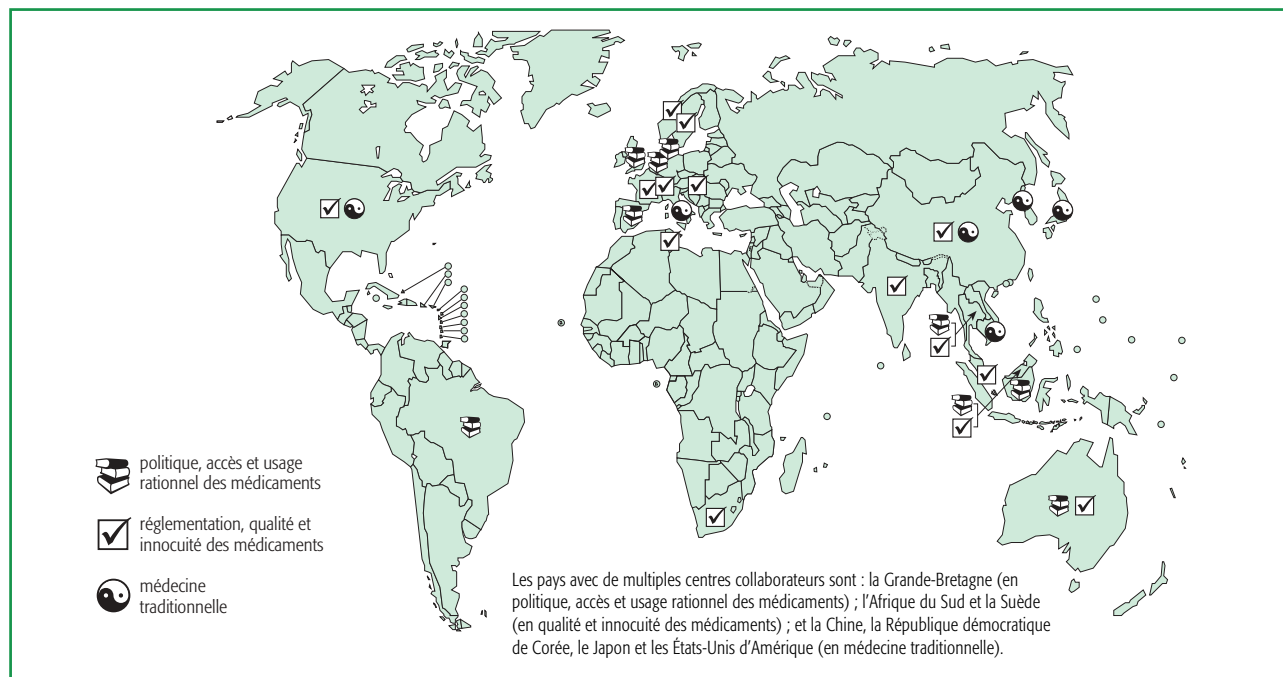 politique, accès et usage
rationnel des médicaments
réglementation, qualité et
innocuité des médicaments
médecine
traditionnelle
Les pays avec de multiples centres collaborateurs sont : la Grande-Bretagne (en
politique, accès et usage rationnel des médicaments) ; l’Afrique du Sud et la Suède
(en qualité et innocuité des médicaments) ; et la Chine, la République démocratique
de Corée, le Japon et les États-Unis d’Amérique (en médecine traditionnelle).